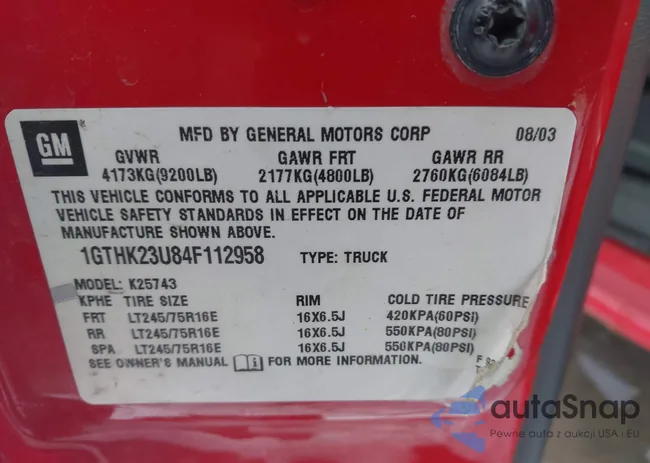 GM
MFD BY GENERAL MOTORS CORP 08/03
GVWR GAWR FRT GAWR RR
4173KG(9200LB) 2177KG(4800LB) 2760KG(6084LB)
THIS VEHICLE CONFORMS TO ALL APPLICABLE U.S. FEDERAL MOTOR
VEHICLE SAFETY STANDARDS IN EFFECT ON THE DATE OF
MANUFACTURE SHOWN ABOVE.
1GTHK23U84F112958 TYPE: TRUCK
MODEL: K25743
KPHE TIRE SIZE RIM COLD TIRE PRESSURE
FRT LT245/75R16E 16X6.5J 420KPA(60PSI)
RR LT245/75R16E 16X6.5J 550KPA(80PSI)
SPA LT245/75R16E 16X6.5J 550KPA(80PSI)
SEE OWNER'S MANUAL FOR MORE INFORMATION.
autaSnap
Pewne auta z aukcji USA i EU